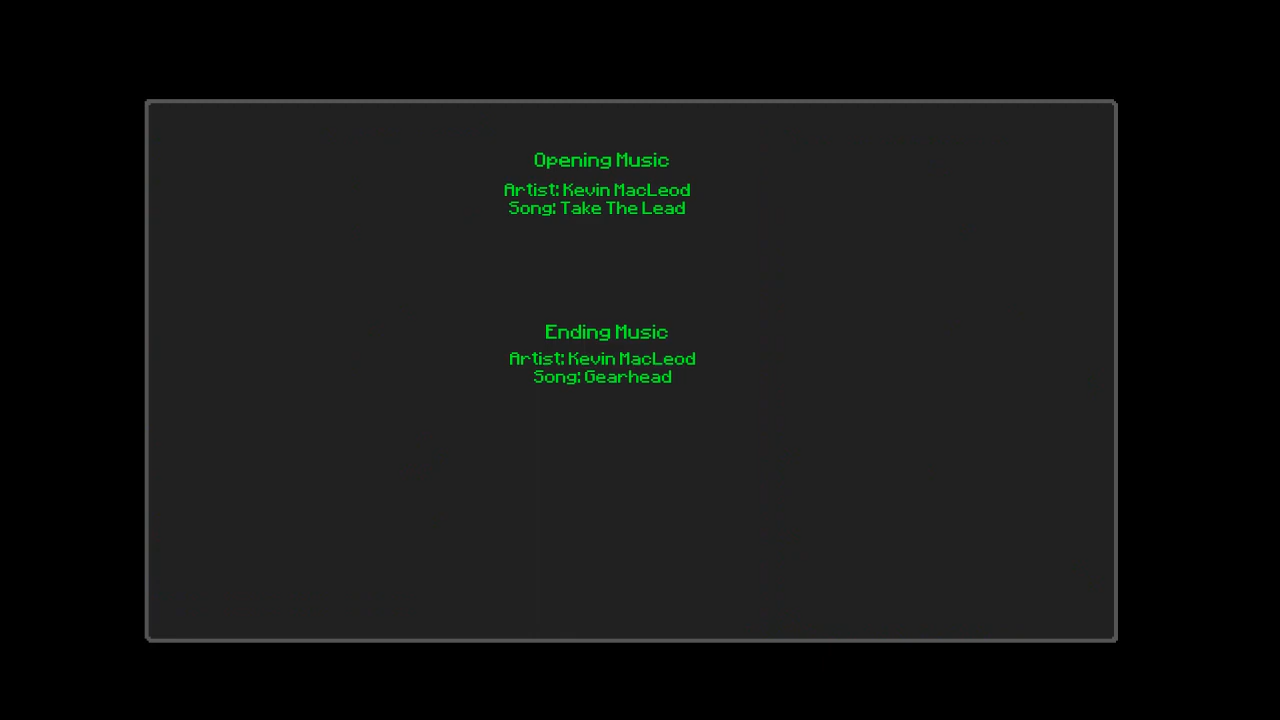 Opening Music
Artist: Kevin MacLeod
Song: Take The Lead
Ending Music
Artist: Kevin MacLeod
Song: Gearhead